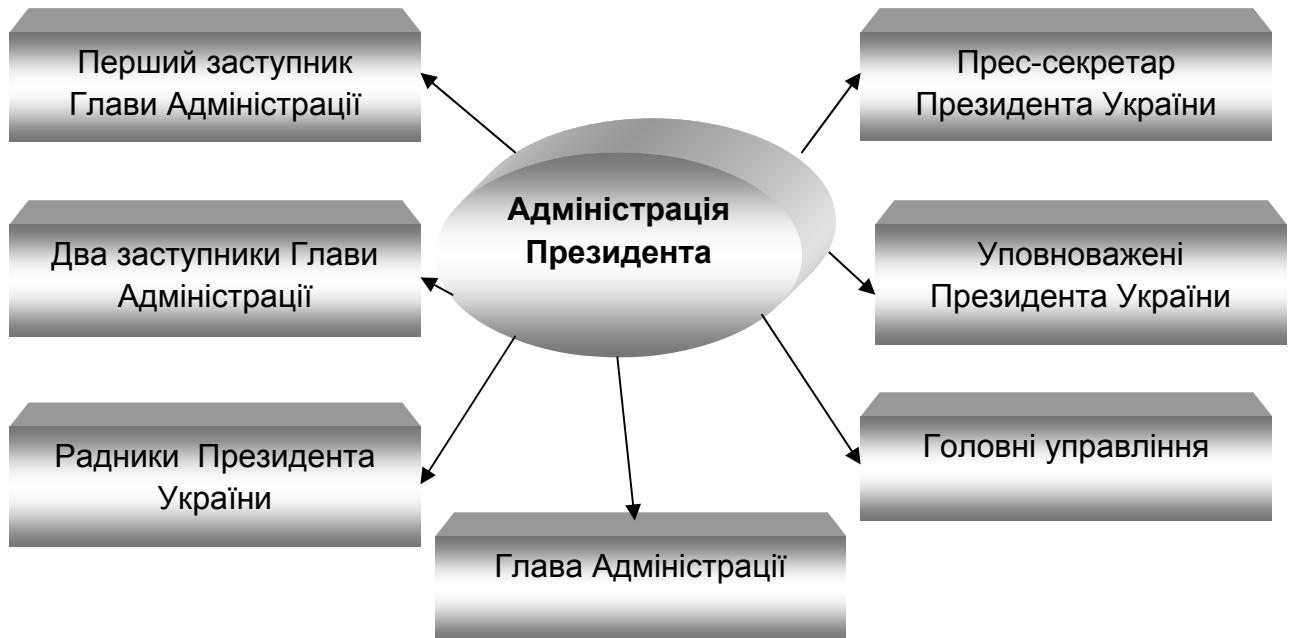 Перший заступник
Глави Адміністрації
Прес-секретар
Президента України
Адміністрація
Президента
Два заступники Глави
Адміністрації
Уповноважені
Президента України
Радники Президента
України
Головні управління
Глава Адміністрації